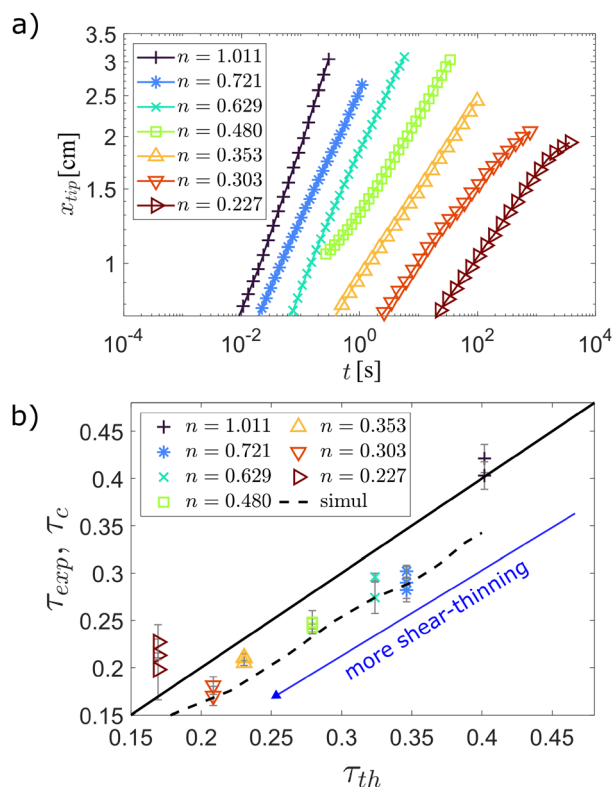 a)
3.5
3
2.5
2
1.5
1
x_tip [cm]
n = 1.011
n = 0.721
n = 0.629
n = 0.480
n = 0.353
n = 0.303
n = 0.227
10^-4 10^-2 10^0 10^2 10^4
t [s]
b)
0.45
0.4
0.35
0.3
0.25
0.2
0.15
τ_exp, τ_c
n = 1.011 n = 0.353
n = 0.721 n = 0.303
n = 0.629 n = 0.227
n = 0.480 simul
more shear-thinning
0.15 0.2 0.25 0.3 0.35 0.4 0.45
τ_th